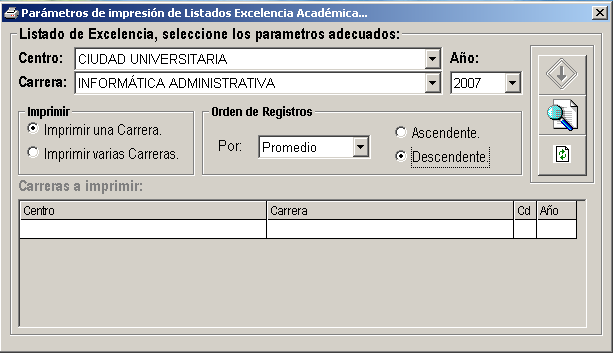 Parámetros de impresión de Listados Excelencia Académica...
Listado de Excelencia, seleccione los parametros adecuados:
Centro: CIUDAD UNIVERSITARIA Año:
Carrera: INFORMÁTICA ADMINISTRATIVA 2007
Imprimir Orden de Registros
Imprimir una Carrera. Ascendente.
Por: Promedio
Imprimir varias Carreras. Descendente.
Carreras a imprimir:
Centro Carrera Cd Año